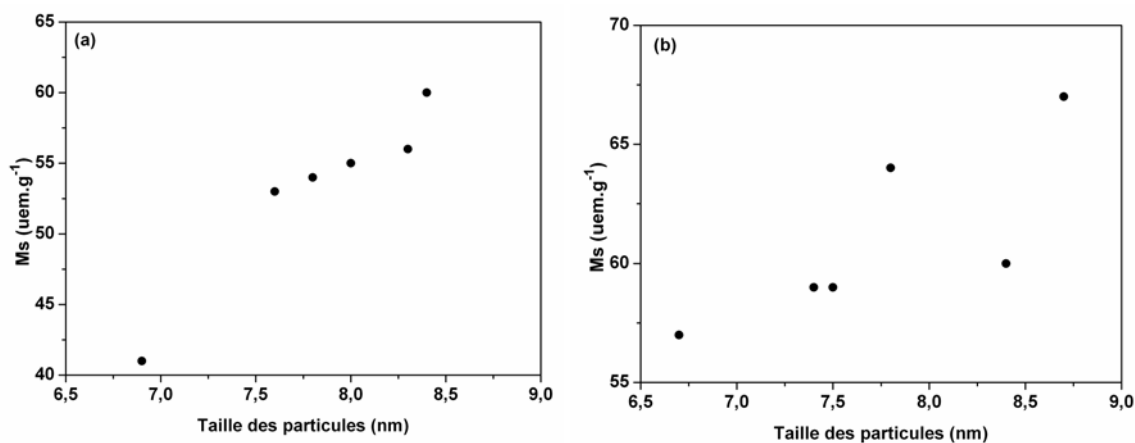 (a)
65
60
55
50
45
40
6,5 7,0 7,5 8,0 8,5 9,0
Ms (uem.g-1)
Taille des particules (nm)
(b)
70
65
60
55
6,5 7,0 7,5 8,0 8,5 9,0
Ms (uem.g-1)
Taille des particules (nm)